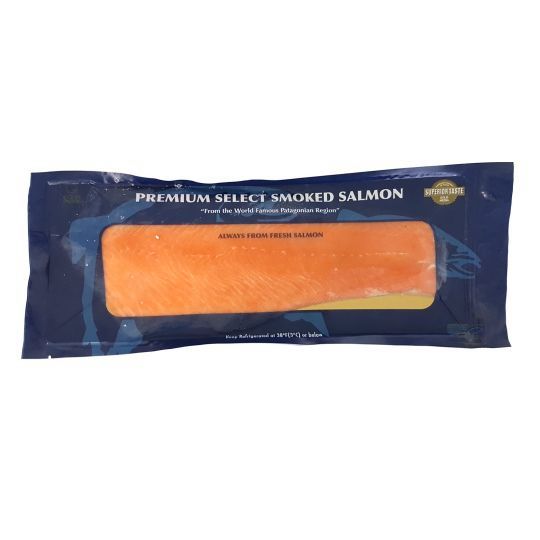 SUPERIOR TASTE
PREMIUM SELECT SMOKED SALMON
"From the World Famous Patagonian Region"
ALWAYS FROM FRESH SALMON
Keep Refrigerated at 38°F(3°C) or below